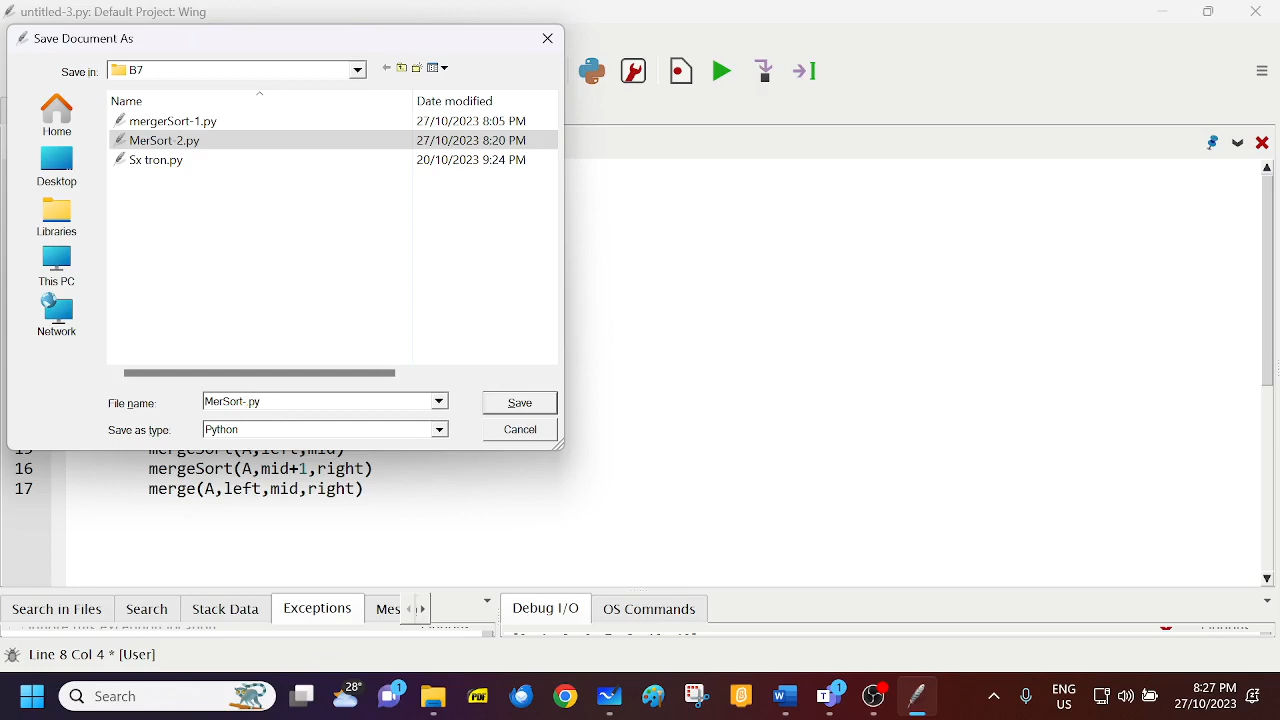 untitled-3.py: Default Project: Wing
Save Document As
Save in:
B7
Name
Date modified
mergerSort-1.py
27/10/2023 8:05 PM
MerSort-2.py
27/10/2023 8:20 PM
Sx tron.py
20/10/2023 9:24 PM
Home
Desktop
Libraries
This PC
Network
File name:
MerSort-.py
Save
Save as type:
Python
Cancel
16 mergeSort(A,mid+1,right)
17 merge(A,left,mid,right)
Search in Files
Search
Stack Data
Exceptions
Mes
Debug I/O
OS Commands
Line 8 Col 4 * [User]
Search
28°
1
PDF
1
ENG
US
8:27 PM
27/10/2023